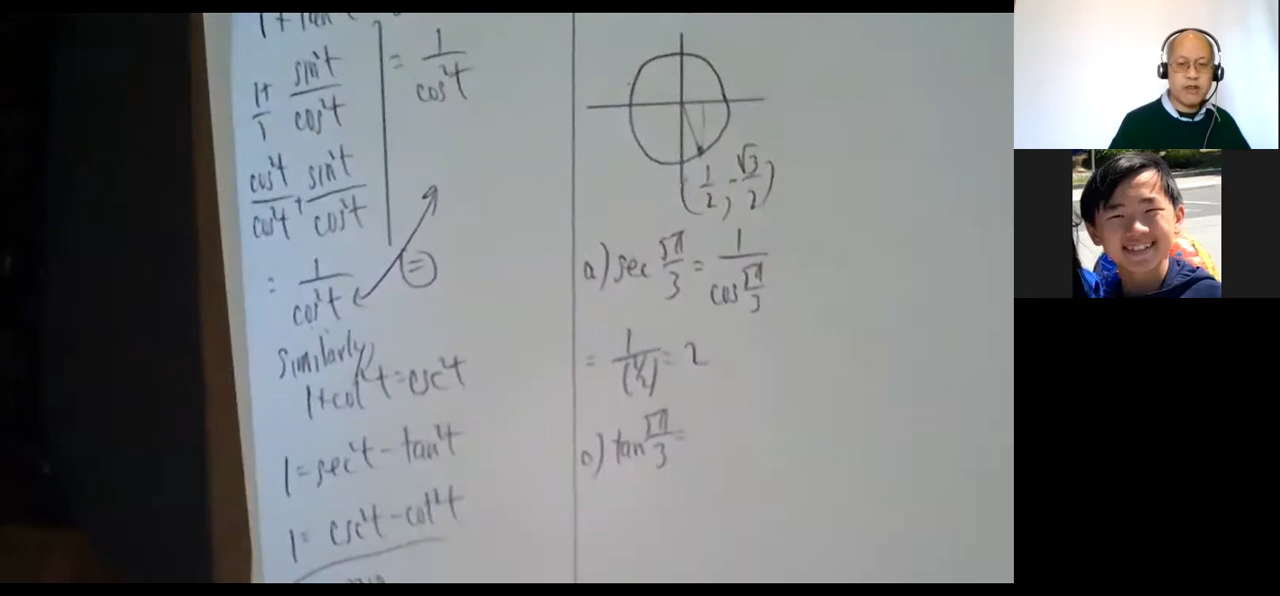 1 + tan
1+ sin²t
1 cos²t
= 1
cos²t
cos²t + sin²t
cos²t cos²t
= 1
cos²t
=
Similarly,
1+cot²t=csc²t
1=sec²t-tan²t
1= csc²t-cot²t
(1/2, -√3/2)
a) sec 5π/3 = 1/cos 5π/3
= 1/(1/2) = 2
tan 5π/3 =